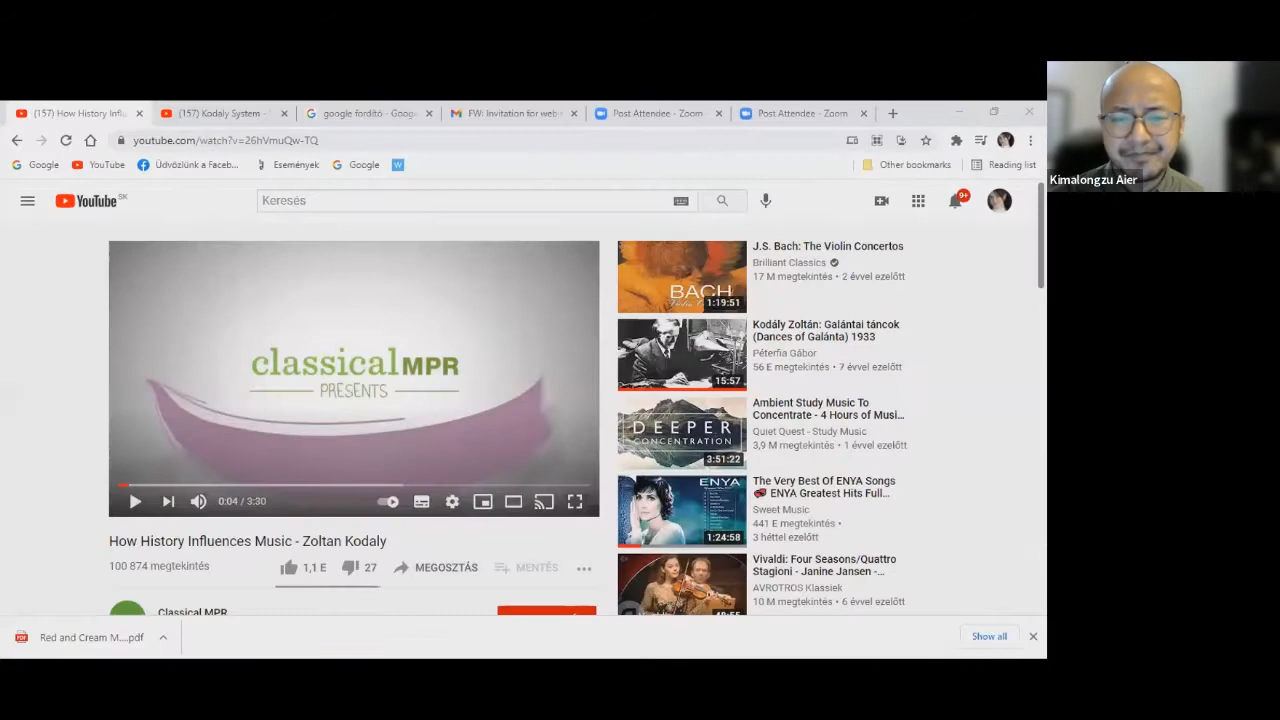 (157) How History Influ
(157) Kodaly System -
google fordító - Goog
FW: Invitation for web
Post Attendee - Zoom
Post Attendee - Zoom
youtube.com/watch?v=26hVmuQw-TQ
Google
YouTube
Üdvözlünk a Faceb...
Események
Google
W
Other bookmarks
Reading list
Kimalongzu Aier
YouTube SK
Keresés
9+
classicalMPR
PRESENTS
0:04 / 3:30
How History Influences Music - Zoltan Kodaly
100 874 megtekintés
1,1 E
27
MEGOSZTÁS
MENTÉS
...
Classical MPR
BACH
1:19:51
J.S. Bach: The Violin Concertos
Brilliant Classics
17 M megtekintés • 2 évvel ezelőtt
15:57
Kodály Zoltán: Galántai táncok
(Dances of Galánta) 1933
Péterfia Gábor
56 E megtekintés • 7 évvel ezelőtt
DEEPER
CONCENTRATION
3:51:22
Ambient Study Music To
Concentrate - 4 Hours of Musi...
Quiet Quest - Study Music
3,9 M megtekintés • 1 évvel ezelőtt
ENYA
1:24:58
The Very Best Of ENYA Songs
ENYA Greatest Hits Full...
Sweet Music
441 E megtekintés •
3 héttel ezelőtt
Vivaldi: Four Seasons/Quattro
Stagioni - Janine Jansen -...
AVROTROS Klassiek
10 M megtekintés • 6 évvel ezelőtt
Red and Cream M....pdf
Show all